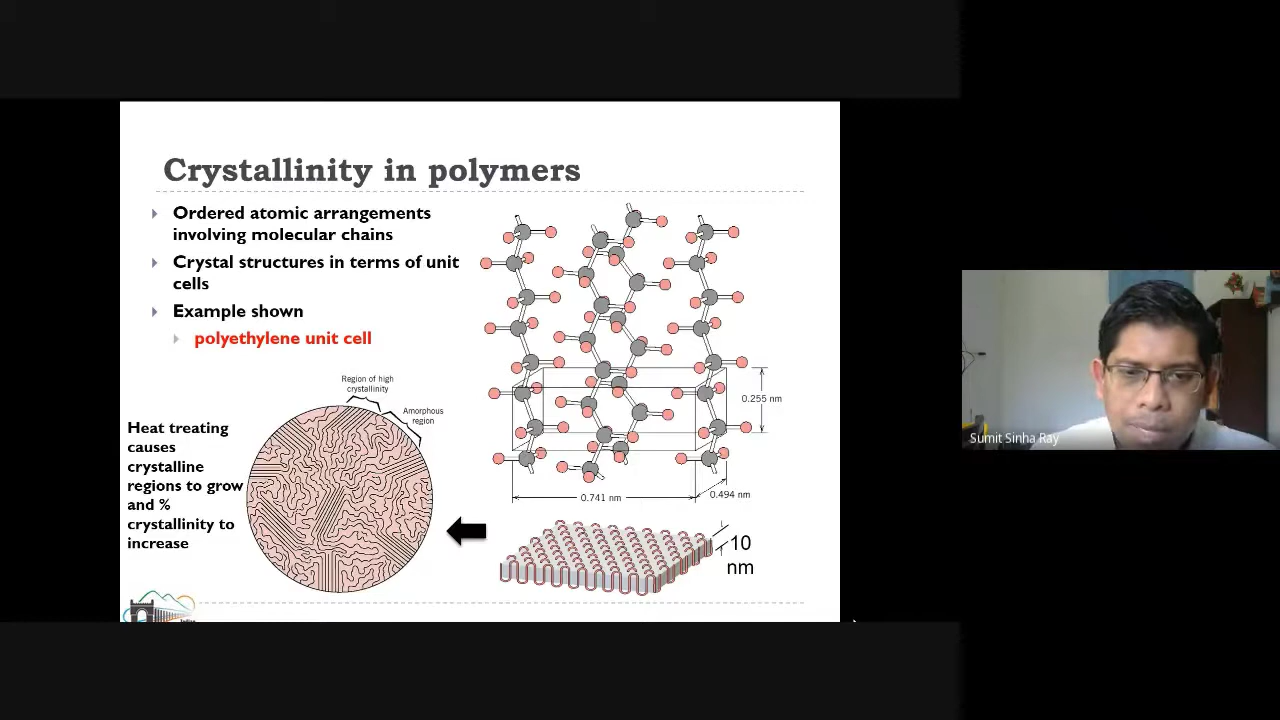 Crystallinity in polymers
Ordered atomic arrangements
involving molecular chains
Crystal structures in terms of unit
cells
Example shown
polyethylene unit cell
Region of high
crystallinity
Amorphous
region
Heat treating
causes
crystalline
regions to grow
and %
crystallinity to
increase
0.255 nm
0.494 nm
0.741 nm
10
nm
Sumit Sinha Ray